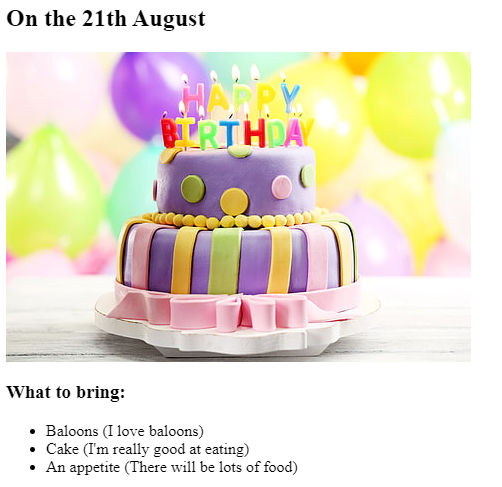 On the 21th August
HAPPY
BIRTHDAY
What to bring:
Baloons (I love baloons)
Cake (I'm really good at eating)
An appetite (There will be lots of food)